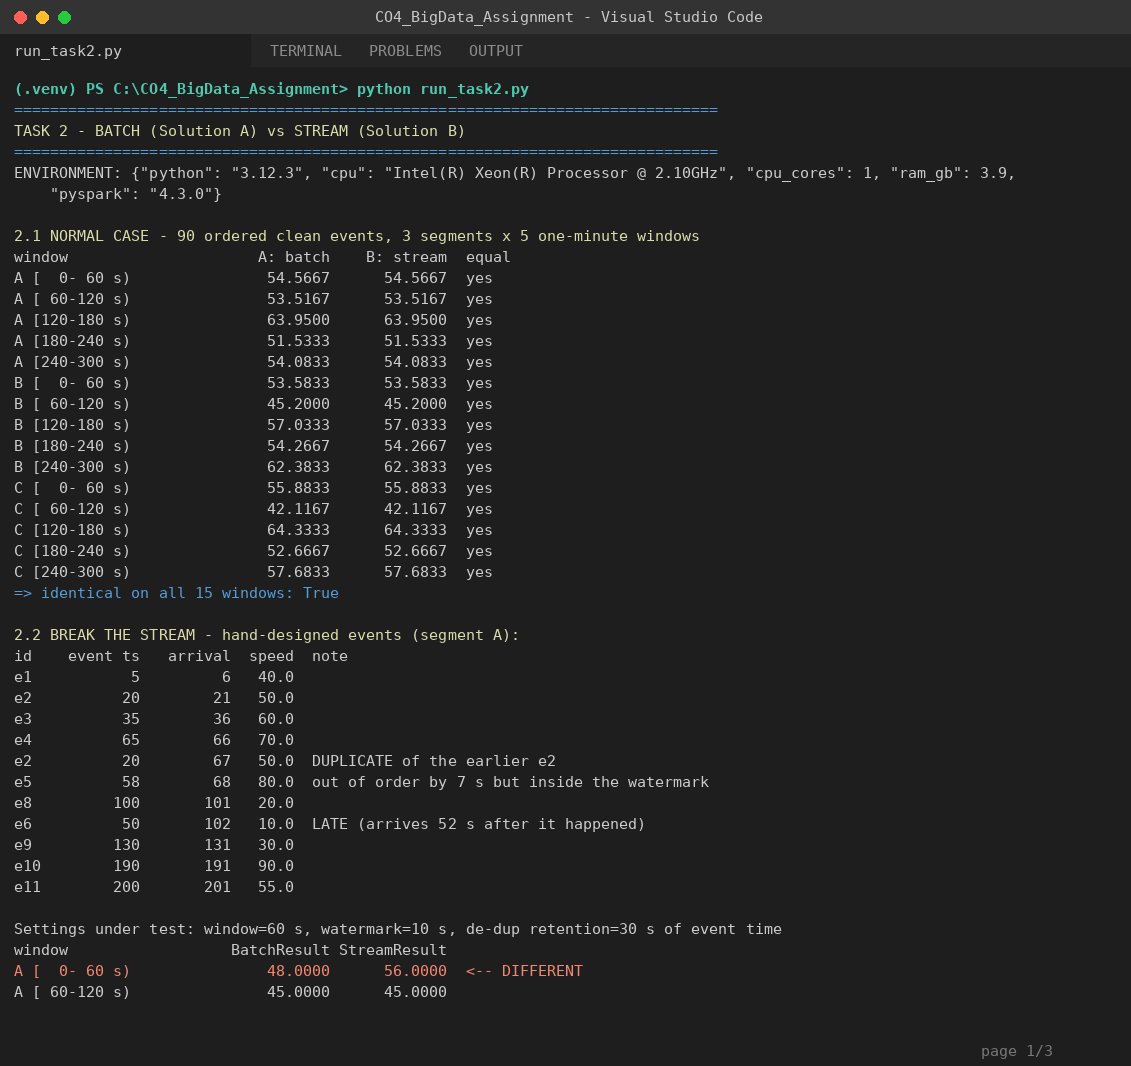 CO4_BigData_Assignment - Visual Studio Code
run_task2.py TERMINAL PROBLEMS OUTPUT
(.venv) PS C:\CO4_BigData_Assignment> python run_task2.py
==============================================================================
TASK 2 - BATCH (Solution A) vs STREAM (Solution B)
==============================================================================
ENVIRONMENT: {"python": "3.12.3", "cpu": "Intel(R) Xeon(R) Processor @ 2.10GHz", "cpu_cores": 1, "ram_gb": 3.9,
    "pyspark": "4.3.0"}
2.1 NORMAL CASE - 90 ordered clean events, 3 segments x 5 one-minute windows
window                     A: batch    B: stream  equal
A [  0- 60 s)               54.5667      54.5667  yes
A [ 60-120 s)               53.5167      53.5167  yes
A [120-180 s)               63.9500      63.9500  yes
A [180-240 s)               51.5333      51.5333  yes
A [240-300 s)               54.0833      54.0833  yes
B [  0- 60 s)               53.5833      53.5833  yes
B [ 60-120 s)               45.2000      45.2000  yes
B [120-180 s)               57.0333      57.0333  yes
B [180-240 s)               54.2667      54.2667  yes
B [240-300 s)               62.3833      62.3833  yes
C [  0- 60 s)               55.8833      55.8833  yes
C [ 60-120 s)               42.1167      42.1167  yes
C [120-180 s)               64.3333      64.3333  yes
C [180-240 s)               52.6667      52.6667  yes
C [240-300 s)               57.6833      57.6833  yes
=> identical on all 15 windows: True
2.2 BREAK THE STREAM - hand-designed events (segment A):
id    event ts   arrival  speed  note
e1           5         6   40.0
e2          20        21   50.0
e3          35        36   60.0
e4          65        66   70.0
e2          20        67   50.0  DUPLICATE of the earlier e2
e5          58        68   80.0  out of order by 7 s but inside the watermark
e8         100       101   20.0
e6          50       102   10.0  LATE (arrives 52 s after it happened)
e9         130       131   30.0
e10        190       191   90.0
e11        200       201   55.0
Settings under test: window=60 s, watermark=10 s, de-dup retention=30 s of event time
window                  BatchResult StreamResult
A [  0- 60 s)               48.0000      56.0000  <-- DIFFERENT
A [ 60-120 s)               45.0000      45.0000
page 1/3